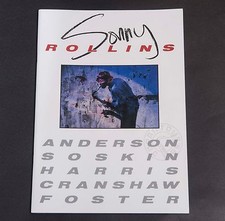 Sonny
ROLLINS
ANDERSON
SOSKIN
HARRIS
CRANSHAW
FOSTER